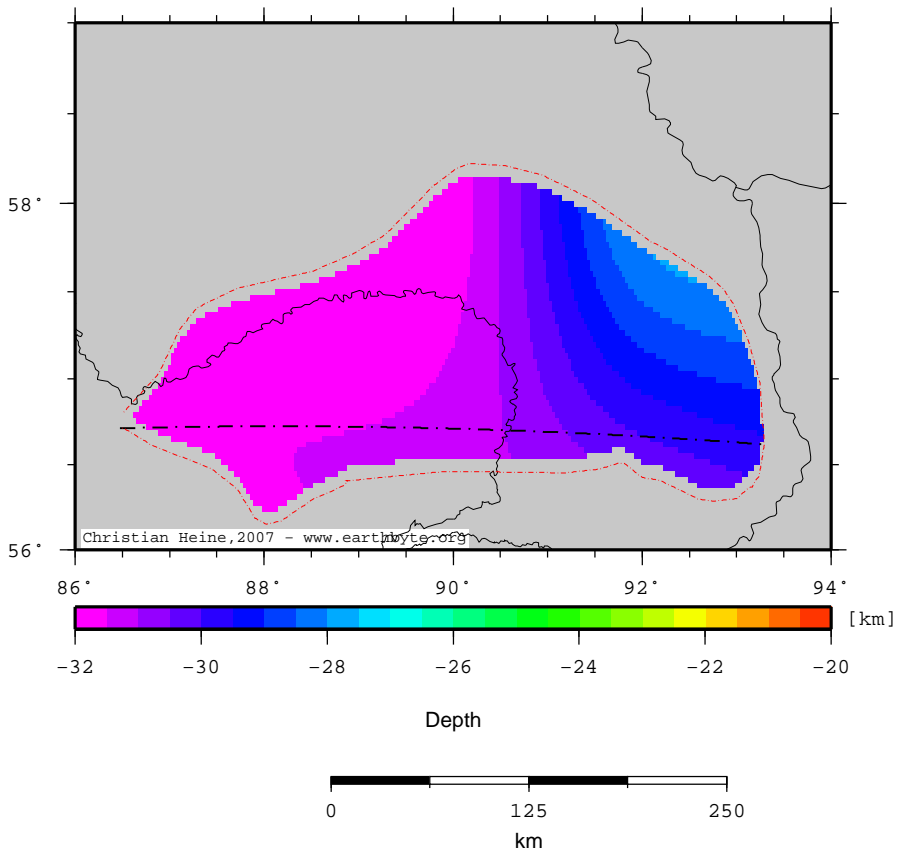 58°
56°
Christian Heine,2007 - www.earthbyte.org
86° 88° 90° 92° 94°
[km]
-32 -30 -28 -26 -24 -22 -20
Depth
0 125 250
km